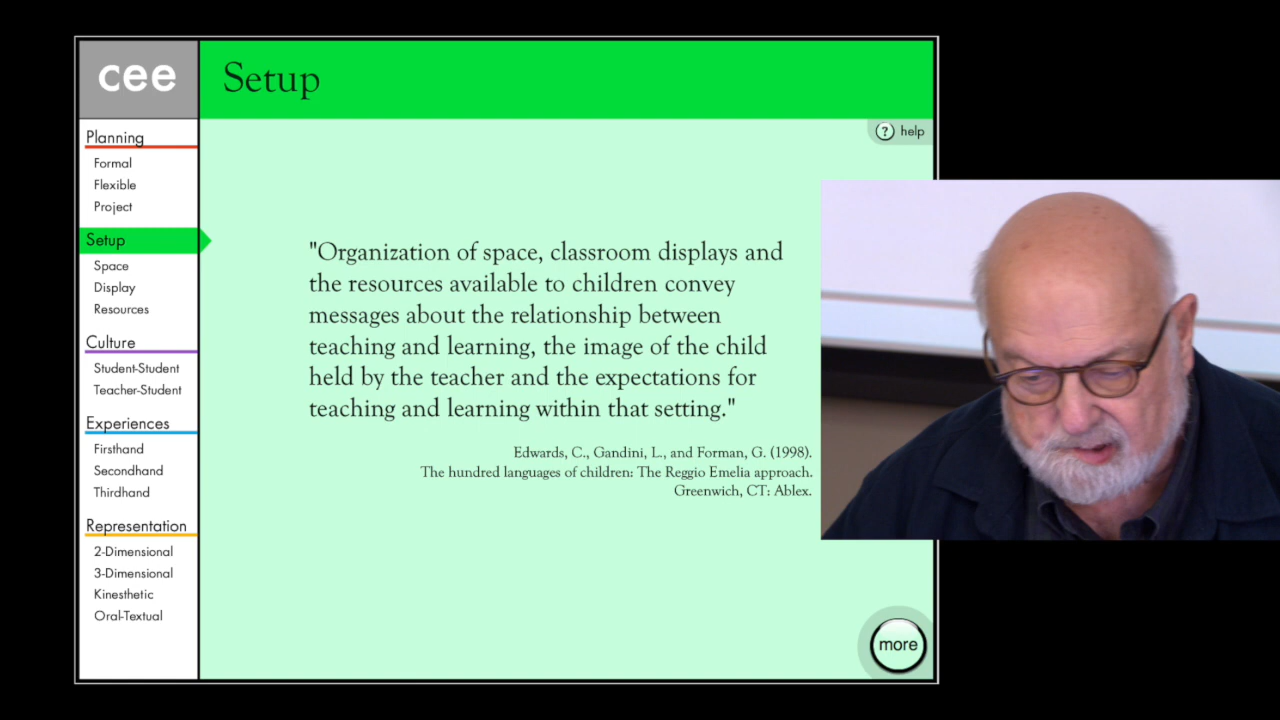 cee
Setup
help
Planning
Formal
Flexible
Project
Setup
Space
Display
Resources
Culture
Student-Student
Teacher-Student
Experiences
Firsthand
Secondhand
Thirdhand
Representation
2-Dimensional
3-Dimensional
Kinesthetic
Oral-Textual
"Organization of space, classroom displays and
the resources available to children convey
messages about the relationship between
teaching and learning, the image of the child
held by the teacher and the expectations for
teaching and learning within that setting."
Edwards, C., Gandini, L., and Forman, G. (1998).
The hundred languages of children: The Reggio Emelia approach.
Greenwich, CT: Ablex.
more